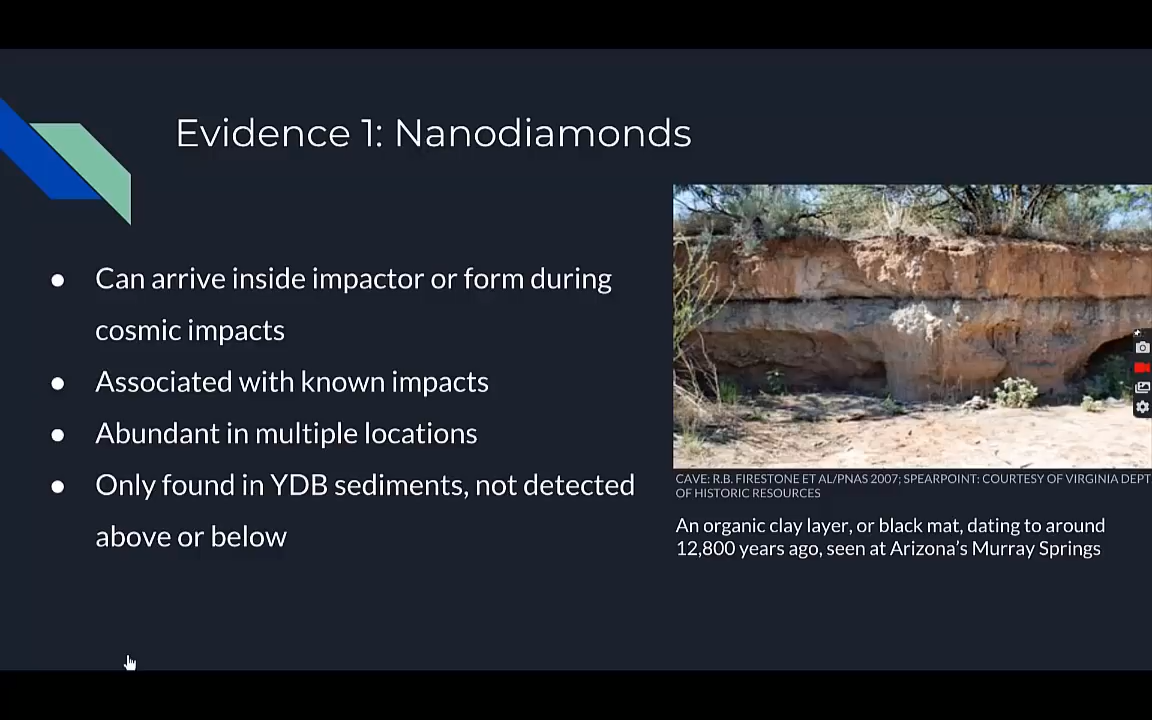 Evidence 1: Nanodiamonds
● Can arrive inside impactor or form during
cosmic impacts
● Associated with known impacts
● Abundant in multiple locations
● Only found in YDB sediments, not detected
above or below
CAVE: R.B. FIRESTONE ET AL/PNAS 2007; SPEARPOINT: COURTESY OF VIRGINIA DEPT
OF HISTORIC RESOURCES
An organic clay layer, or black mat, dating to around
12,800 years ago, seen at Arizona's Murray Springs